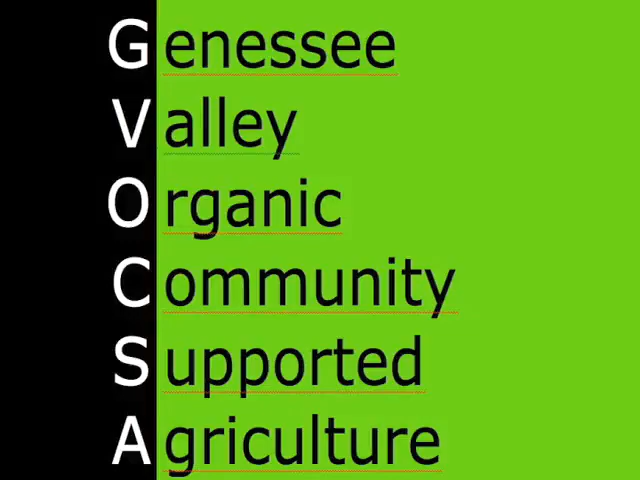 Genessee
Valley
Organic
Community
Supported
Agriculture